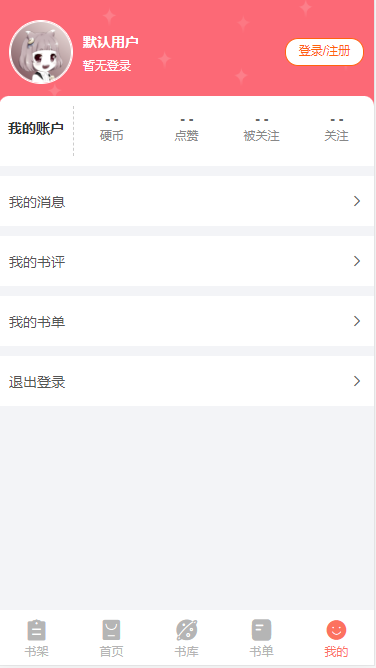 默认用户
暂无登录
登录/注册
我的账户
- -
- -
- -
- -
硬币
点赞
被关注
关注
我的消息
我的书评
我的书单
退出登录
书架
首页
书库
书单
我的